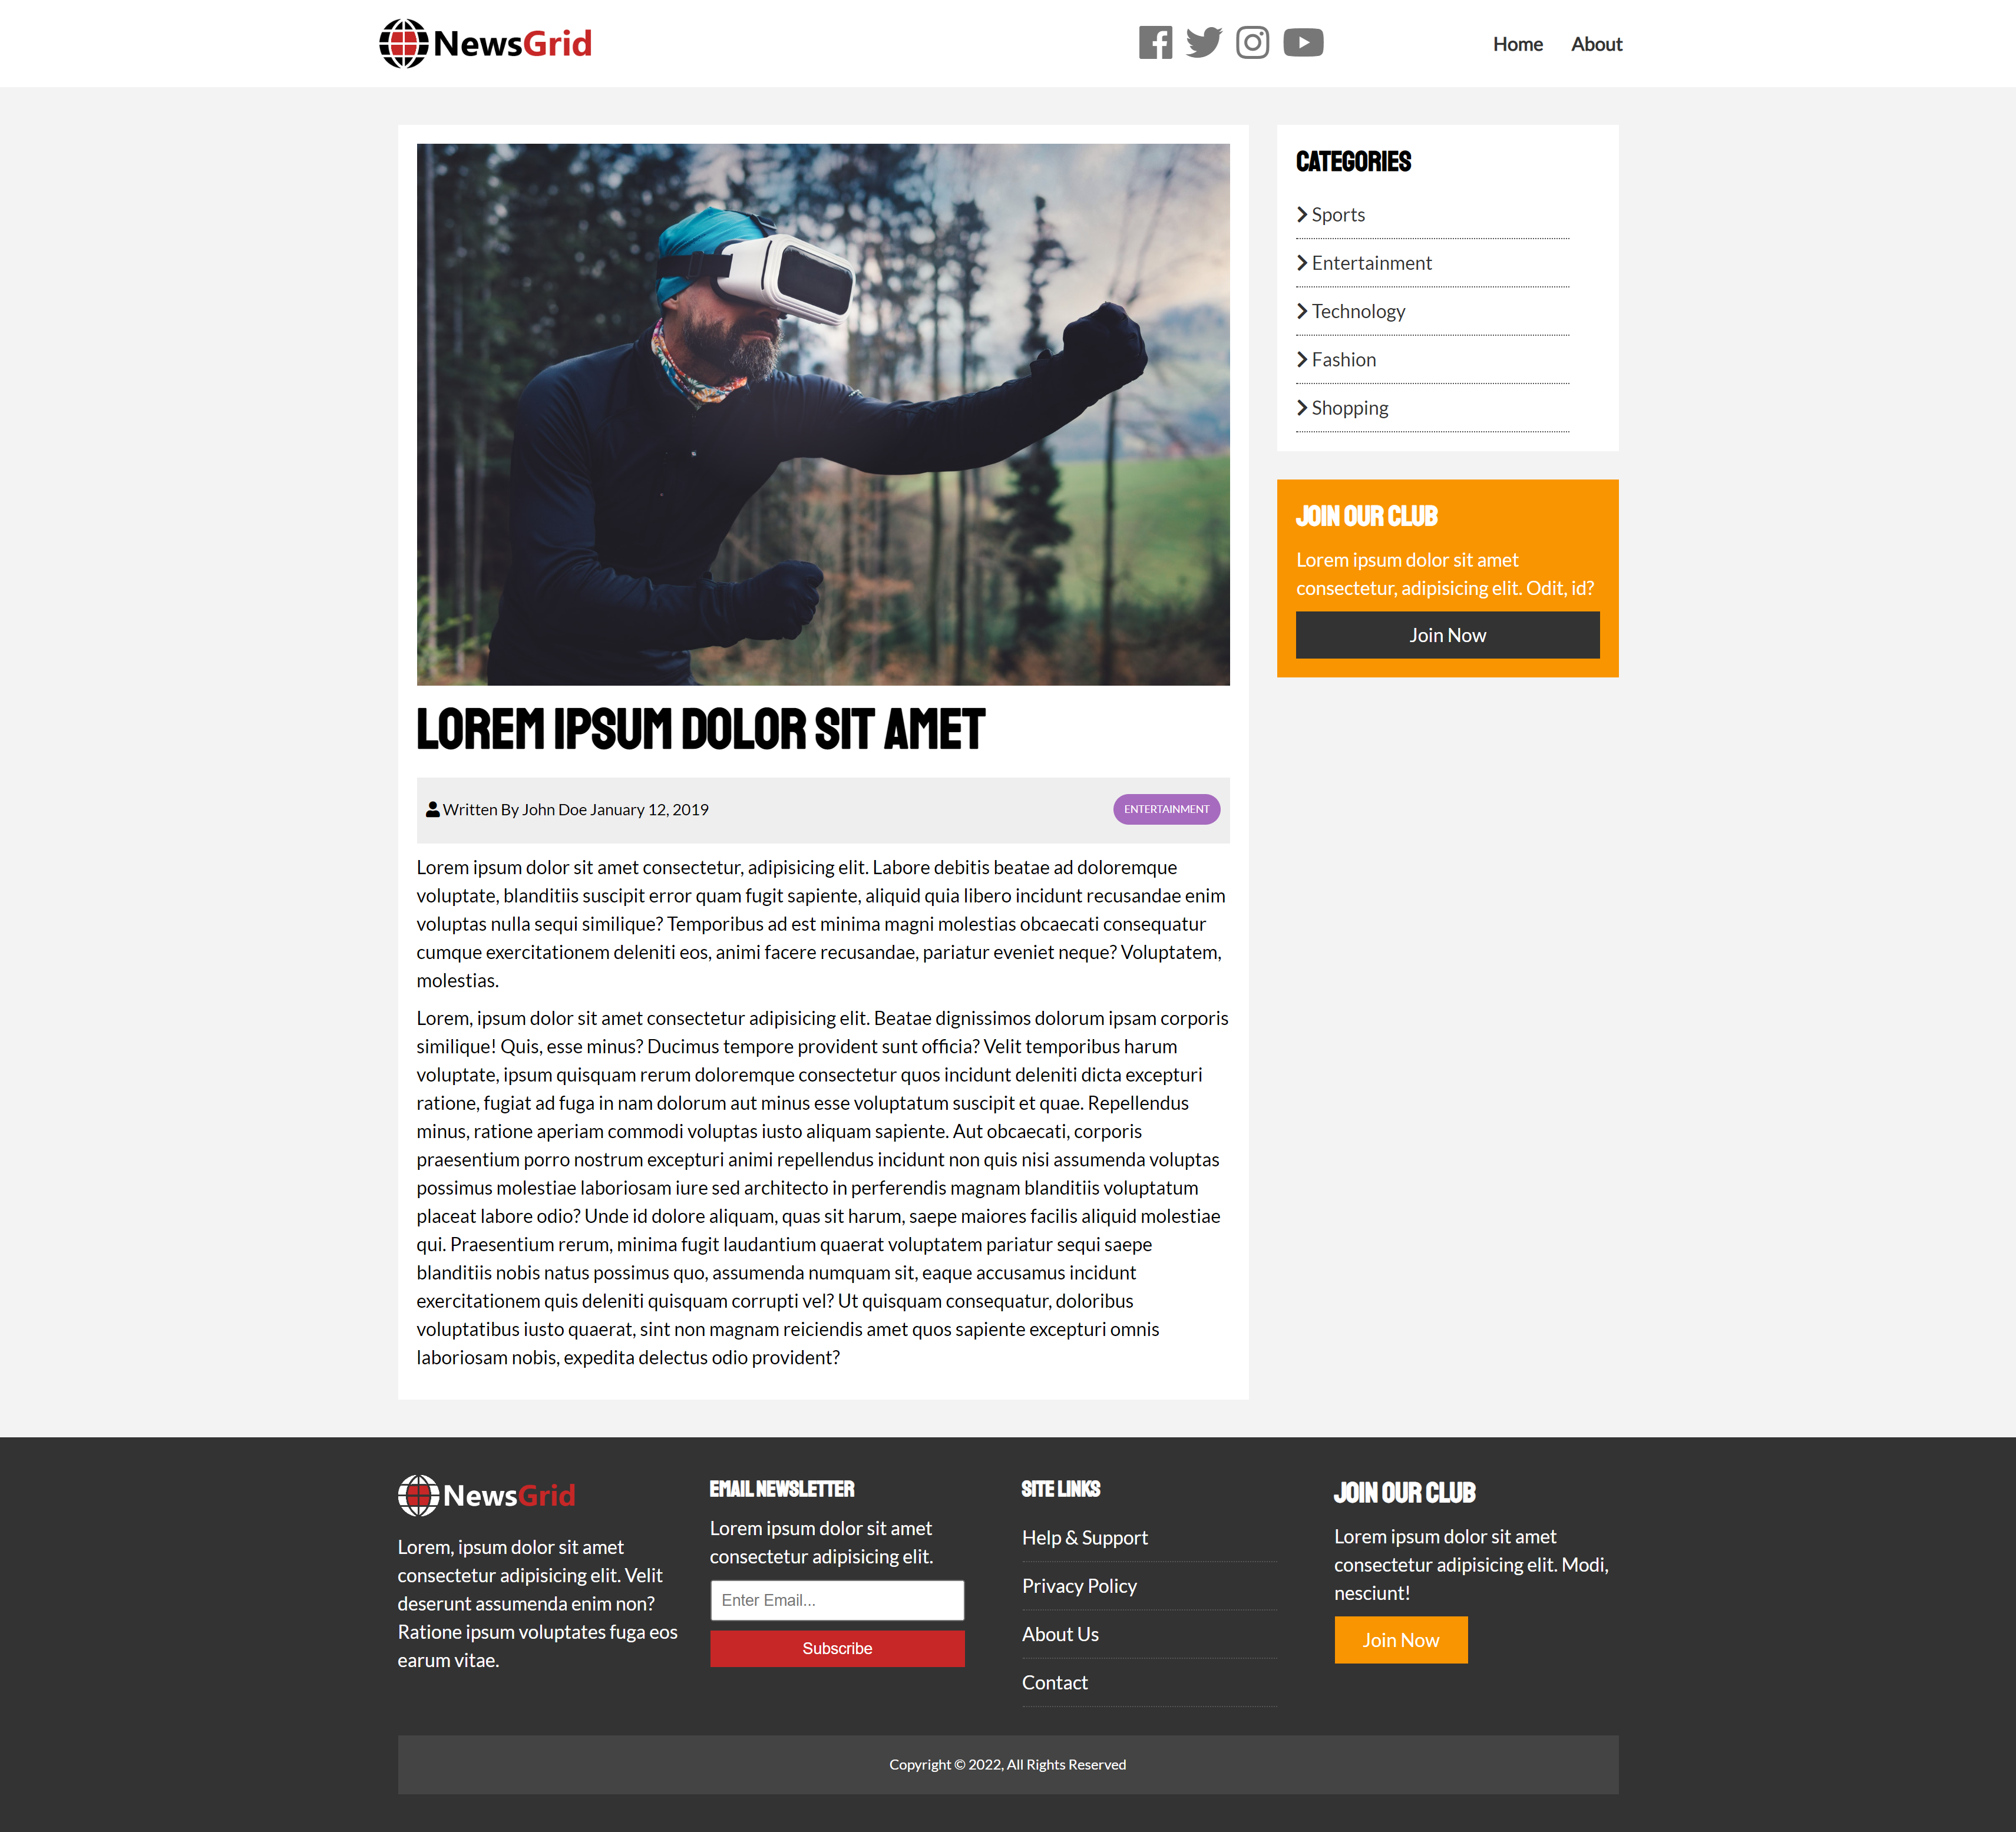 NewsGrid
Home About
LOREM IPSUM DOLOR SIT AMET
Written By John Doe January 12, 2019
ENTERTAINMENT
Lorem ipsum dolor sit amet consectetur, adipisicing elit. Labore debitis beatae ad doloremque
voluptate, blanditiis suscipit error quam fugit sapiente, aliquid quia libero incidunt recusandae enim
voluptas nulla sequi similique? Temporibus ad est minima magni molestias obcaecati consequatur
cumque exercitationem deleniti eos, animi facere recusandae, pariatur eveniet neque? Voluptatem,
molestias.
Lorem, ipsum dolor sit amet consectetur adipisicing elit. Beatae dignissimos dolorum ipsam corporis
similique! Quis, esse minus? Ducimus tempore provident sunt officia? Velit temporibus harum
voluptate, ipsum quisquam rerum doloremque consectetur quos incidunt deleniti dicta excepturi
ratione, fugiat ad fuga in nam dolorum aut minus esse voluptatum suscipit et quae. Repellendus
minus, ratione aperiam commodi voluptas iusto aliquam sapiente. Aut obcaecati, corporis
praesentium porro nostrum excepturi animi repellendus incidunt non quis nisi assumenda voluptas
possimus molestiae laboriosam iure sed architecto in perferendis magnam blanditiis voluptatum
placeat labore odio? Unde id dolore aliquam, quas sit harum, saepe maiores facilis aliquid molestiae
qui. Praesentium rerum, minima fugit laudantium quaerat voluptatem pariatur sequi saepe
blanditiis nobis natus possimus quo, assumenda numquam sit, eaque accusamus incidunt
exercitationem quis deleniti quisquam corrupti vel? Ut quisquam consequatur, doloribus
voluptatibus iusto quaerat, sint non magnam reiciendis amet quos sapiente excepturi omnis
laboriosam nobis, expedita delectus odio provident?
CATEGORIES
Sports
Entertainment
Technology
Fashion
Shopping
JOIN OUR CLUB
Lorem ipsum dolor sit amet
consectetur, adipisicing elit. Odit, id?
Join Now
NewsGrid
Lorem, ipsum dolor sit amet
consectetur adipisicing elit. Velit
deserunt assumenda enim non?
Ratione ipsum voluptates fuga eos
earum vitae.
EMAIL NEWSLETTER
Lorem ipsum dolor sit amet
consectetur adipisicing elit.
Enter Email...
Subscribe
SITE LINKS
Help & Support
Privacy Policy
About Us
Contact
JOIN OUR CLUB
Lorem ipsum dolor sit amet
consectetur adipisicing elit. Modi,
nesciunt!
Join Now
Copyright © 2022, All Rights Reserved